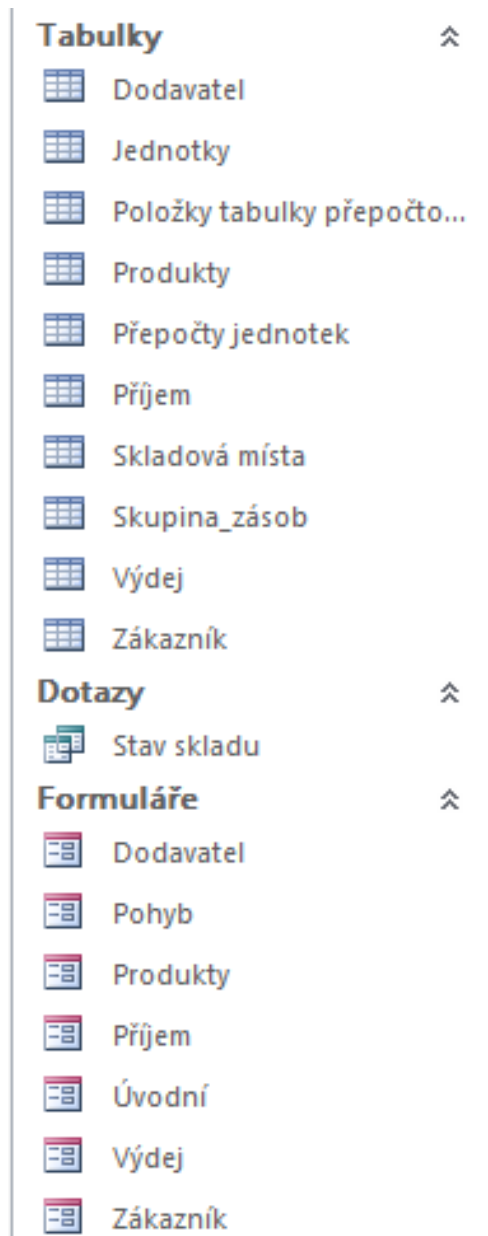 Tabulky
Dodavatel
Jednotky
Položky tabulky přepočto...
Produkty
Přepočty jednotek
Příjem
Skladová místa
Skupina_zásob
Výdej
Zákazník
Dotazy
Stav skladu
Formuláře
Dodavatel
Pohyb
Produkty
Příjem
Úvodní
Výdej
Zákazník